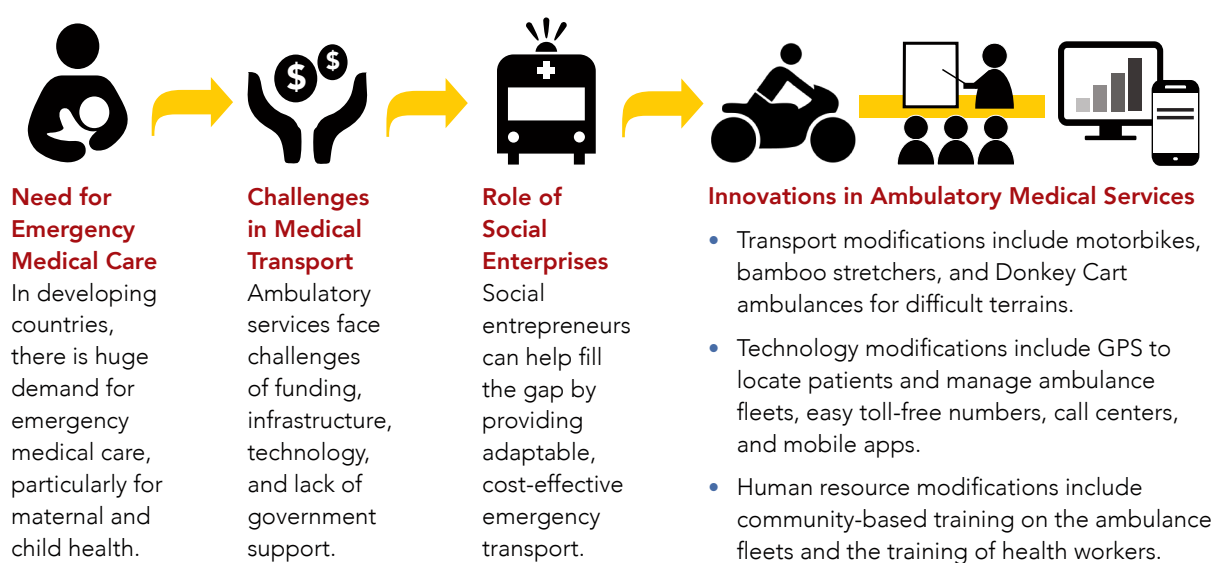 $ $
Need for
Emergency
Medical Care
In developing
countries,
there is huge
demand for
emergency
medical care,
particularly for
maternal and
child health.
Challenges
in Medical
Transport
Ambulatory
services face
challenges
of funding,
infrastructure,
technology,
and lack of
government
support.
Role of
Social
Enterprises
Social
entrepreneurs
can help fill
the gap by
providing
adaptable,
cost-effective
emergency
transport.
Innovations in Ambulatory Medical Services
• Transport modifications include motorbikes,
bamboo stretchers, and Donkey Cart
ambulances for difficult terrains.
• Technology modifications include GPS to
locate patients and manage ambulance
fleets, easy toll-free numbers, call centers,
and mobile apps.
• Human resource modifications include
community-based training on the ambulance
fleets and the training of health workers.